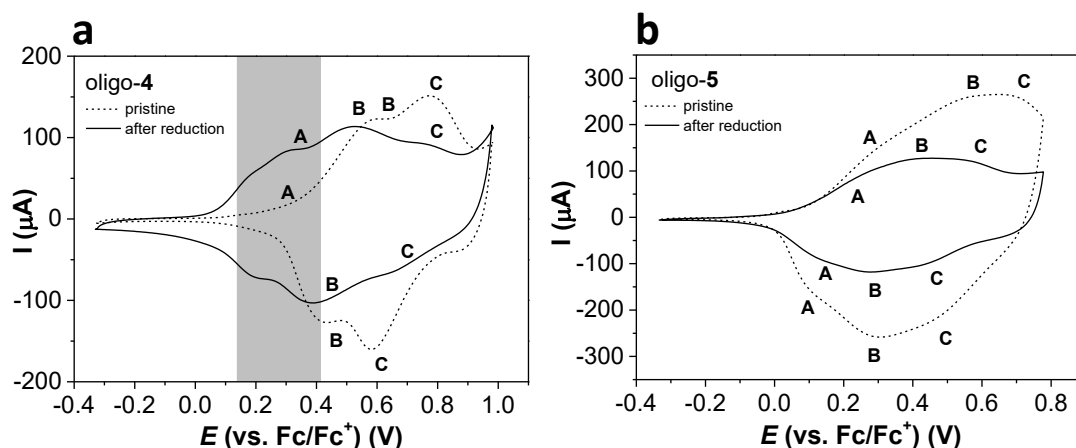 a
oligo-4
pristine
after reduction
A
A
B
B
C
C
B
B
C
C
200
100
0
-100
-200
I (μA)
-0.4 -0.2 0.0 0.2 0.4 0.6 0.8 1.0
E (vs. Fc/Fc⁺) (V)
b
oligo-5
pristine
after reduction
B
C
A
B
C
A
A
B
C
A
B
C
300
200
100
0
-100
-200
-300
I (μA)
-0.4 -0.2 0.0 0.2 0.4 0.6 0.8
E (vs. Fc/Fc⁺) (V)